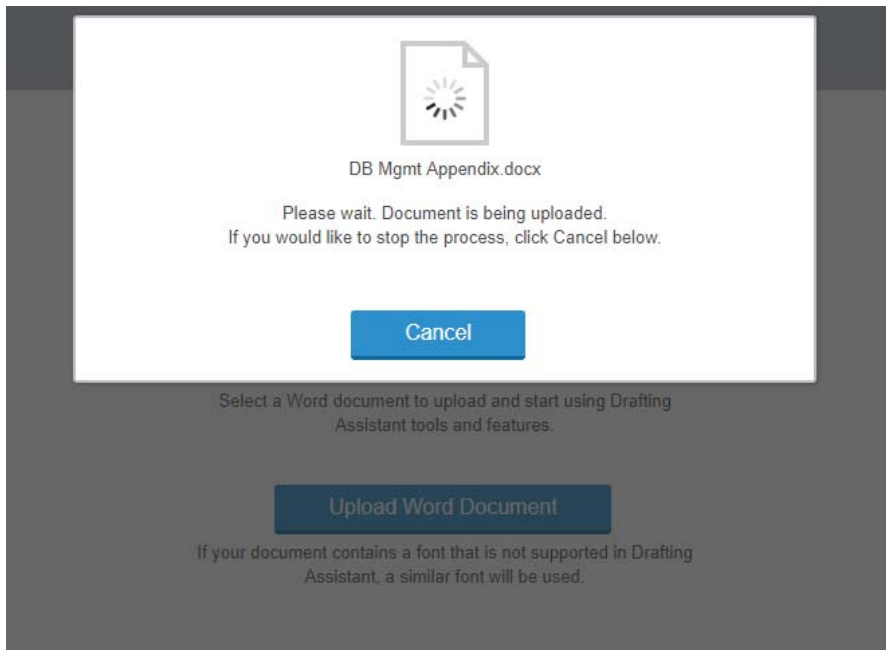 DB Mgmt Appendix.docx
Please wait. Document is being uploaded.
If you would like to stop the process, click Cancel below.
Cancel
Select a Word document to upload and start using Drafting
Assistant tools and features.
Upload Word Document
If your document contains a font that is not supported in Drafting
Assistant, a similar font will be used.